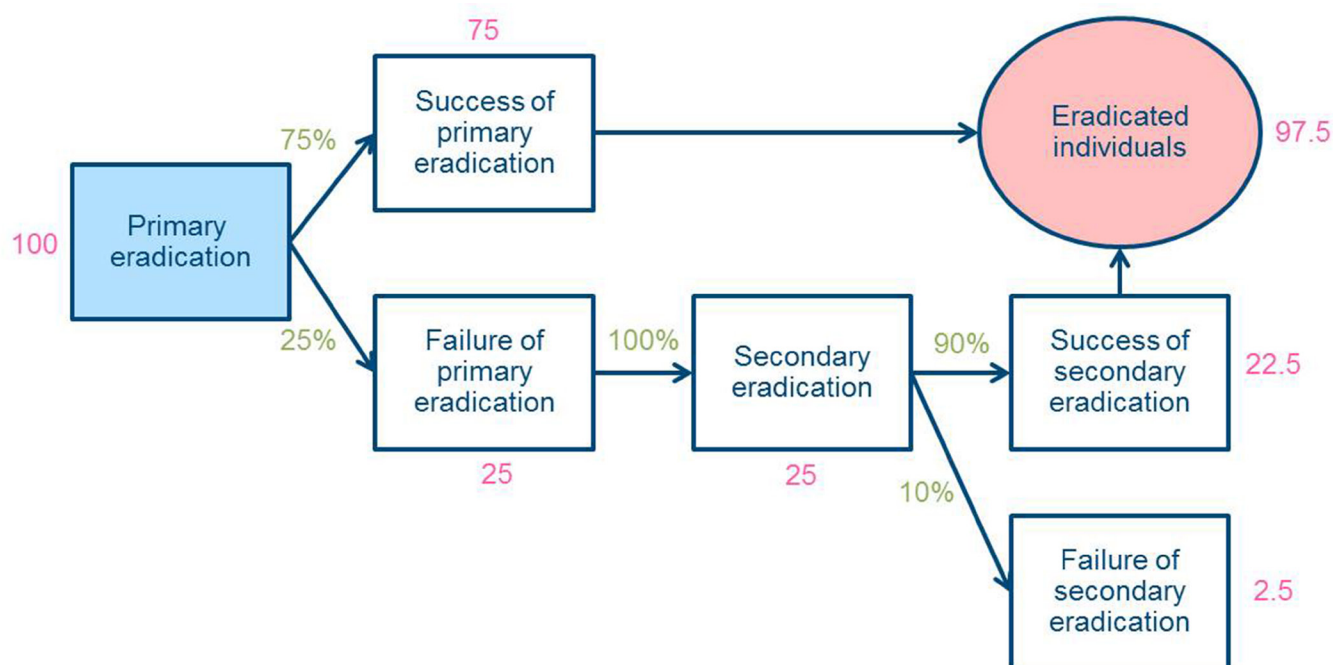 75
Success of
primary
eradication
Eradicated
individuals
97.5
75%
100
Primary
eradication
25%
Failure of
primary
eradication
25
100%
Secondary
eradication
25
90%
Success of
secondary
eradication
22.5
10%
Failure of
secondary
eradication
2.5